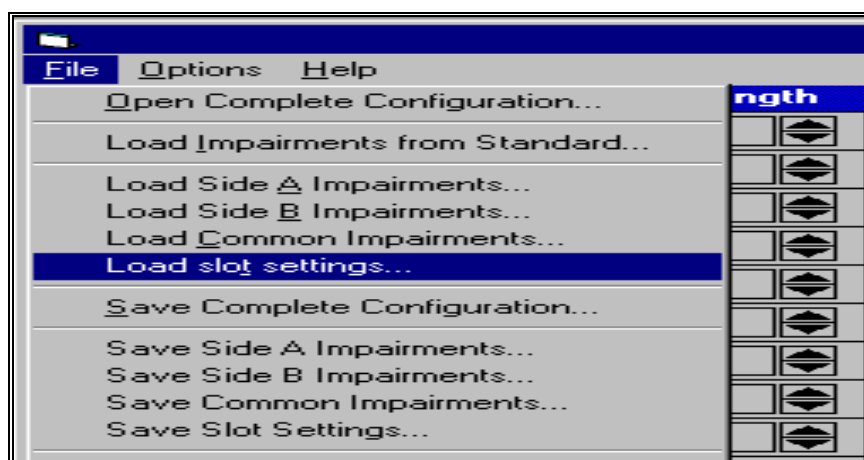 File Options Help
Open Complete Configuration...
ngth
Load Impairments from Standard...
Load Side A Impairments...
Load Side B Impairments...
Load Common Impairments...
Load slot settings...
Save Complete Configuration...
Save Side A Impairments...
Save Side B Impairments...
Save Common Impairments...
Save Slot Settings...